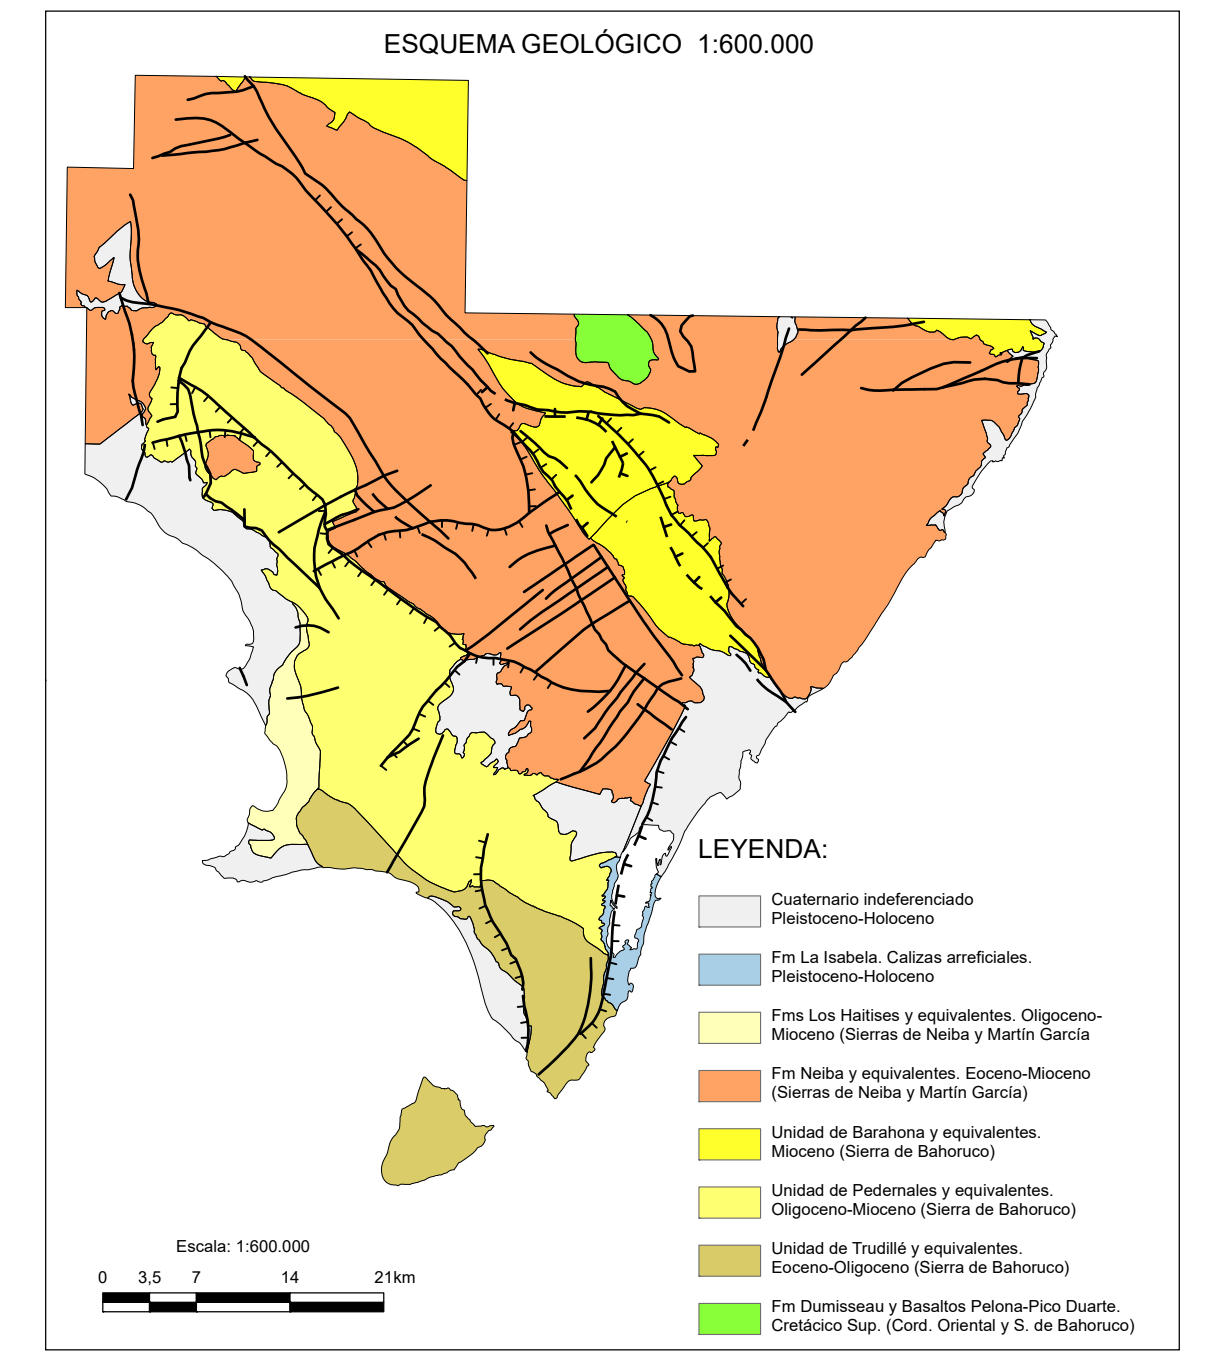 ESQUEMA GEOLÓGICO 1:600.000
LEYENDA:
Cuaternario indeferenciado
Pleistoceno-Holoceno
Fm La Isabela. Calizas arreficiales.
Pleistoceno-Holoceno
Fms Los Haitises y equivalentes. Oligoceno-
Mioceno (Sierras de Neiba y Martín García
Fm Neiba y equivalentes. Eoceno-Mioceno
(Sierras de Neiba y Martín García)
Unidad de Barahona y equivalentes.
Mioceno (Sierra de Bahoruco)
Unidad de Pedernales y equivalentes.
Oligoceno-Mioceno (Sierra de Bahoruco)
Unidad de Trudillé y equivalentes.
Eoceno-Oligoceno (Sierra de Bahoruco)
Fm Dumisseau y Basaltos Pelona-Pico Duarte.
Cretácico Sup. (Cord. Oriental y S. de Bahoruco)
Escala: 1:600.000
0 3,5 7 14 21km